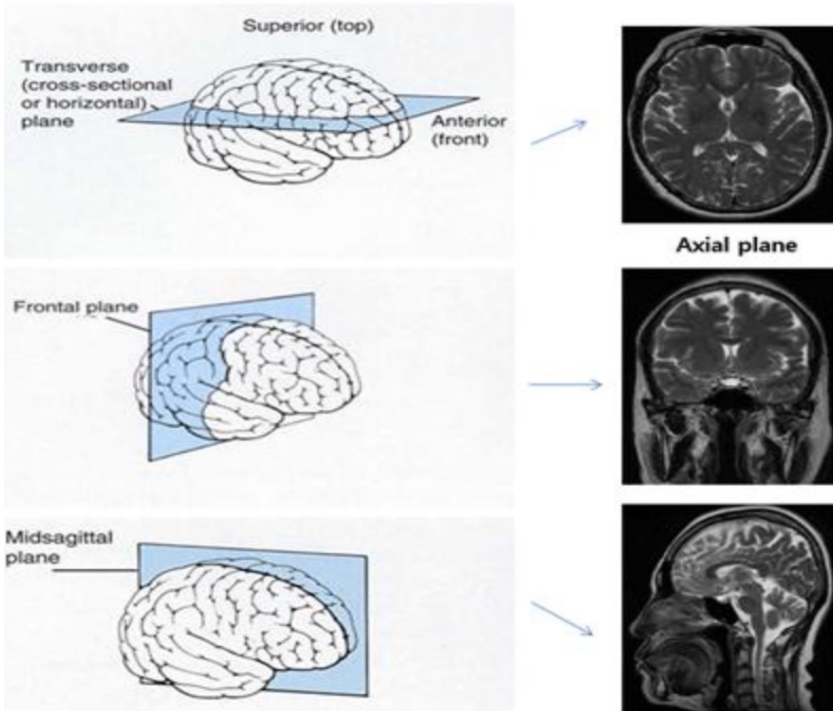 Superior (top)
Transverse
(cross-sectional
or horizontal)
plane
Anterior
(front)
Axial plane
Frontal plane
Midsagittal
plane